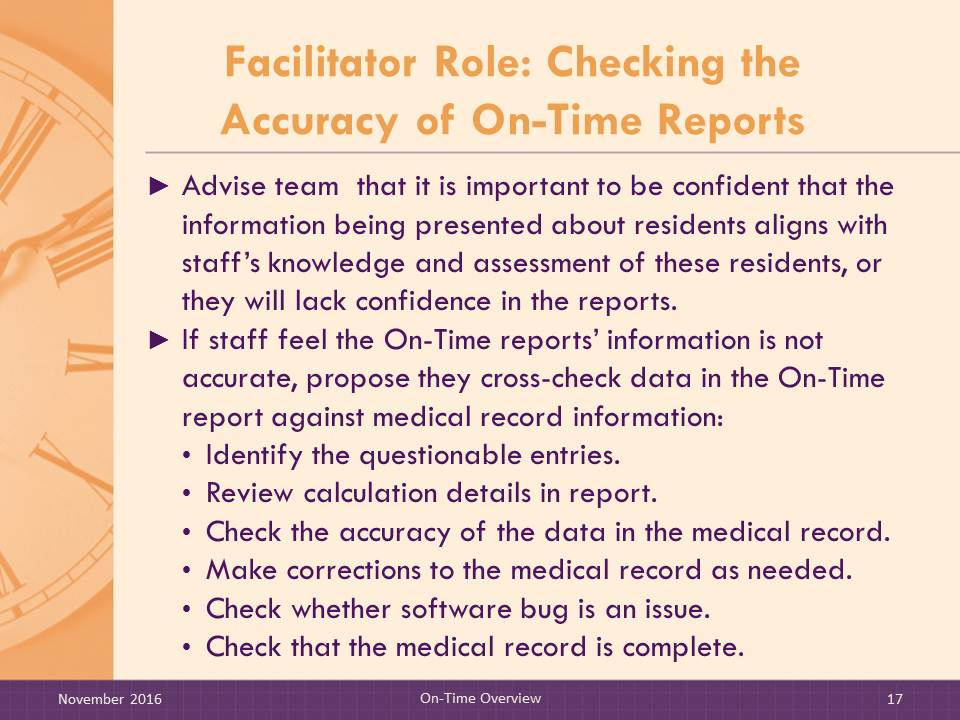 Facilitator Role: Checking the
Accuracy of On-Time Reports
► Advise team  that it is important to be confident that the
information being presented about residents aligns with
staff’s knowledge and assessment of these residents, or
they will lack confidence in the reports.
► If staff feel the On-Time reports’ information is not
accurate, propose they cross-check data in the On-Time
report against medical record information:
• Identify the questionable entries.
• Review calculation details in report.
• Check the accuracy of the data in the medical record.
• Make corrections to the medical record as needed.
• Check whether software bug is an issue.
• Check that the medical record is complete.
November 2016 On-Time Overview 17